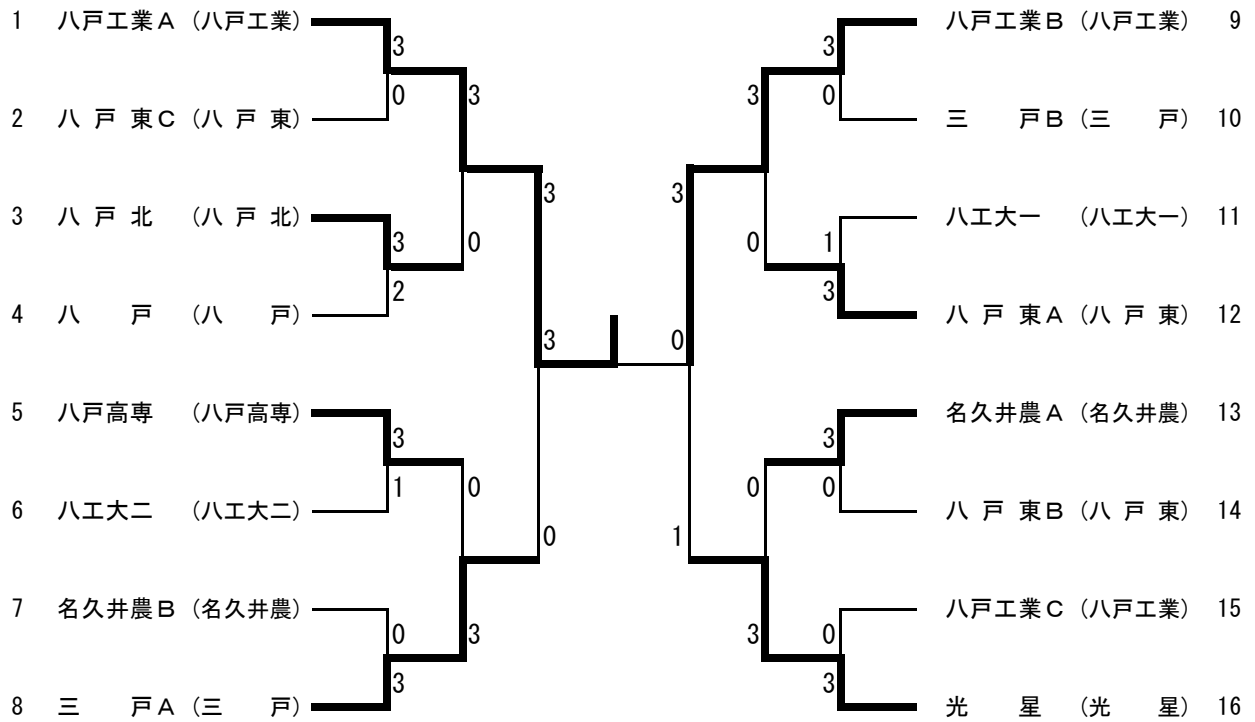 1 八戸工業A (八戸工業)
3
0
2 八戸東C (八戸東)
3
3 八戸北 (八戸北)
3
2
4 八戸 (八戸)
0
3
5 八戸高専 (八戸高専)
3
1
6 八工大二 (八工大二)
0
7 名久井農B (名久井農)
0
3
8 三戸A (三戸)
3
3
0
八戸工業B (八戸工業) 9
3
0
三戸B (三戸) 10
3
八工大一 (八工大一) 11
1
3
八戸東A (八戸東) 12
0
3
名久井農A (名久井農) 13
3
0
八戸東B (八戸東) 14
0
八戸工業C (八戸工業) 15
0
3
光星 (光星) 16
3
1
0